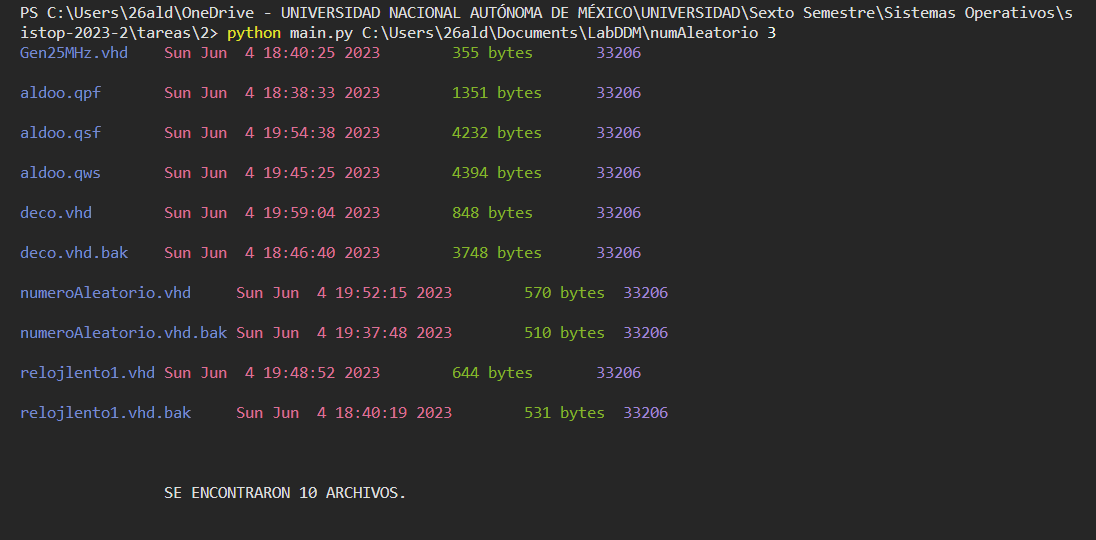 PS C:\Users\26ald\OneDrive - UNIVERSIDAD NACIONAL AUTÓNOMA DE MÉXICO\UNIVERSIDAD\Sexto Semestre\Sistemas Operativos\s
istop-2023-2\tareas\2> python main.py C:\Users\26ald\Documents\LabDDM\numAleatorio 3
Gen25MHz.vhd    Sun Jun  4 18:40:25 2023        355 bytes       33206
aldoo.qpf       Sun Jun  4 18:38:33 2023        1351 bytes      33206
aldoo.qsf       Sun Jun  4 19:54:38 2023        4232 bytes      33206
aldoo.qws       Sun Jun  4 19:45:25 2023        4394 bytes      33206
deco.vhd        Sun Jun  4 19:59:04 2023        848 bytes       33206
deco.vhd.bak    Sun Jun  4 18:46:40 2023        3748 bytes      33206
numeroAleatorio.vhd     Sun Jun  4 19:52:15 2023        570 bytes  33206
numeroAleatorio.vhd.bak Sun Jun  4 19:37:48 2023        510 bytes  33206
relojlento1.vhd Sun Jun  4 19:48:52 2023        644 bytes       33206
relojlento1.vhd.bak     Sun Jun  4 18:40:19 2023        531 bytes  33206
SE ENCONTRARON 10 ARCHIVOS.